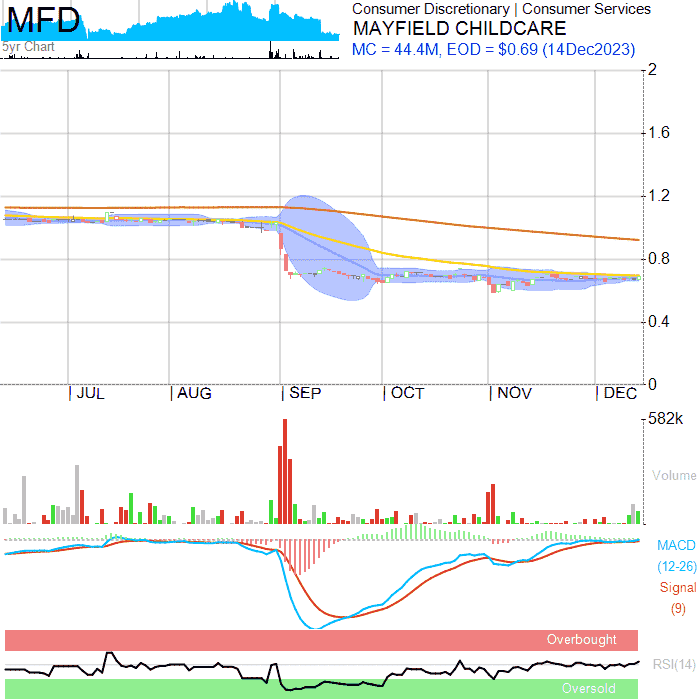 MFD
5yr Chart
Consumer Discretionary | Consumer Services
MAYFIELD CHILDCARE
MC = 44.4M, EOD = $0.69 (14Dec2023)
2
1.6
1.2
0.8
0.4
0
| JUL | AUG | SEP | OCT | NOV | DEC
582k
Volume
MACD
(12-26)
Signal
(9)
Overbought
RSI(14)
Oversold